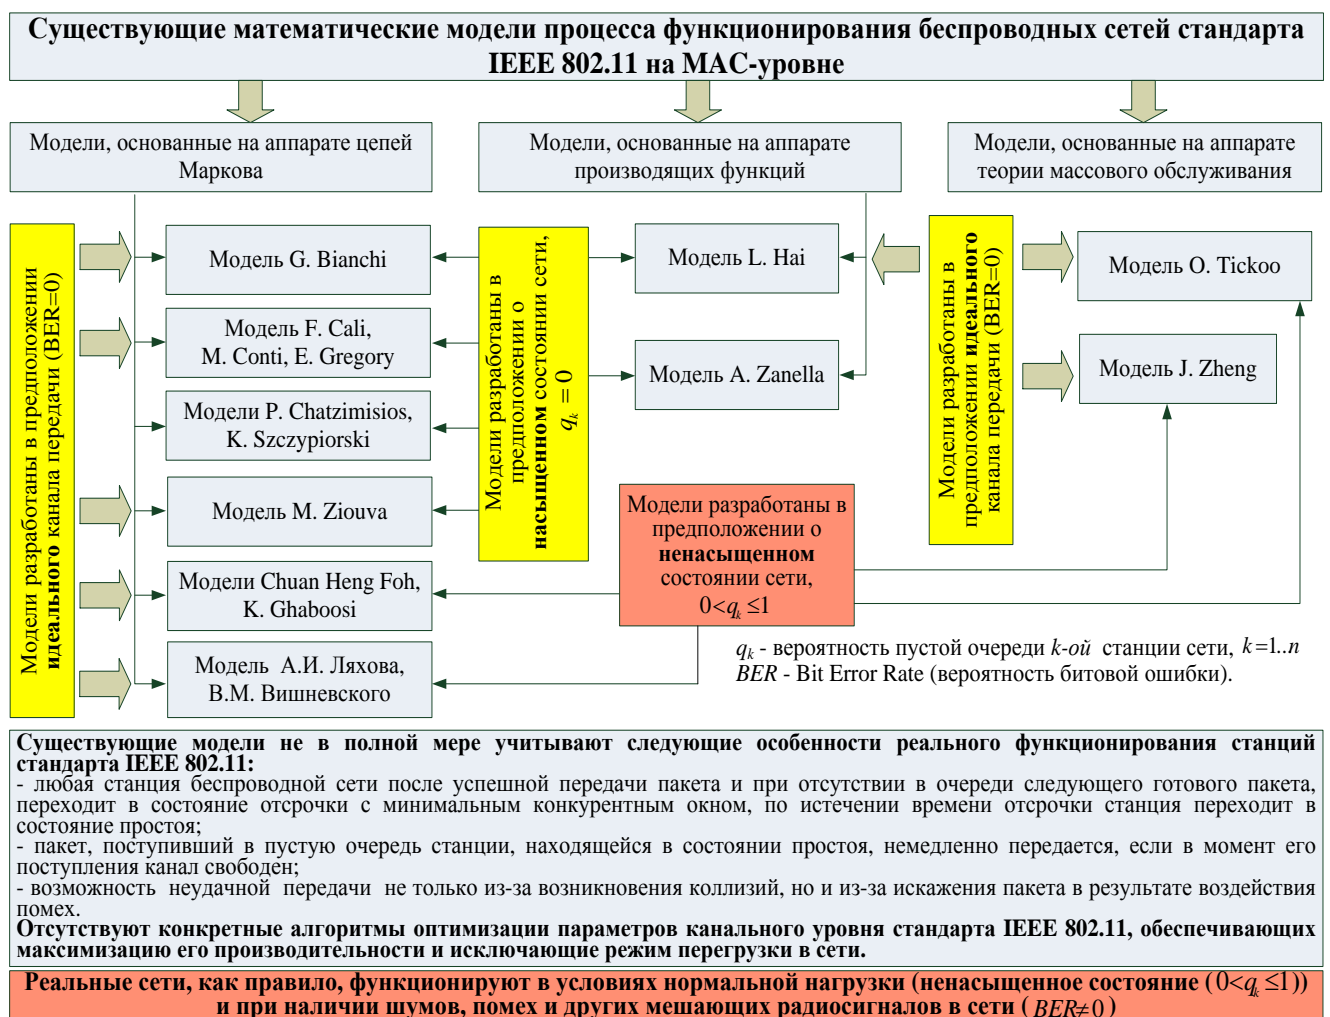 Существующие математические модели процесса функционирования беспроводных сетей стандарта
IEEE 802.11 на MAC-уровне
Модели, основанные на аппарате цепей
Маркова
Модели, основанные на аппарате
производящих функций
Модели, основанные на аппарате
теории массового обслуживания
Модели разработаны в предположении
идеального канала передачи (BER=0)
Модель G. Bianchi
Модель F. Cali,
M. Conti, E. Gregory
Модели P. Chatzimisios,
K. Szczypiorski
Модель M. Ziouva
Модели Chuan Heng Foh,
K. Ghaboosi
Модель А.И. Ляхова,
В.М. Вишневского
Модели разработаны в
предположении о
насыщенном состоянии сети,
qk = 0
Модель L. Hai
Модель A. Zanella
Модели разработаны в
предположении о
ненасыщенном
состоянии сети,
0<qk ≤1
Модели разработаны в
предположении идеального
канала передачи (BER=0)
Модель O. Tickoo
Модель J. Zheng
qk - вероятность пустой очереди k-ой станции сети, k=1..n
BER - Bit Error Rate (вероятность битовой ошибки).
Существующие модели не в полной мере учитывают следующие особенности реального функционирования станций
стандарта IEEE 802.11:
- любая станция беспроводной сети после успешной передачи пакета и при отсутствии в очереди следующего готового пакета,
переходит в состояние отсрочки с минимальным конкурентным окном, по истечении времени отсрочки станция переходит в
состояние простоя;
- пакет, поступивший в пустую очередь станции, находящейся в состоянии простоя, немедленно передается, если в момент его
поступления канал свободен;
- возможность неудачной передачи не только из-за возникновения коллизий, но и из-за искажения пакета в результате воздействия
помех.
Отсутствуют конкретные алгоритмы оптимизации параметров канального уровня стандарта IEEE 802.11, обеспечивающих
максимизацию его производительности и исключающие режим перегрузки в сети.
Реальные сети, как правило, функционируют в условиях нормальной нагрузки (ненасыщенное состояние (0<qk ≤1))
и при наличии шумов, помех и других мешающих радиосигналов в сети ( BER≠0 )